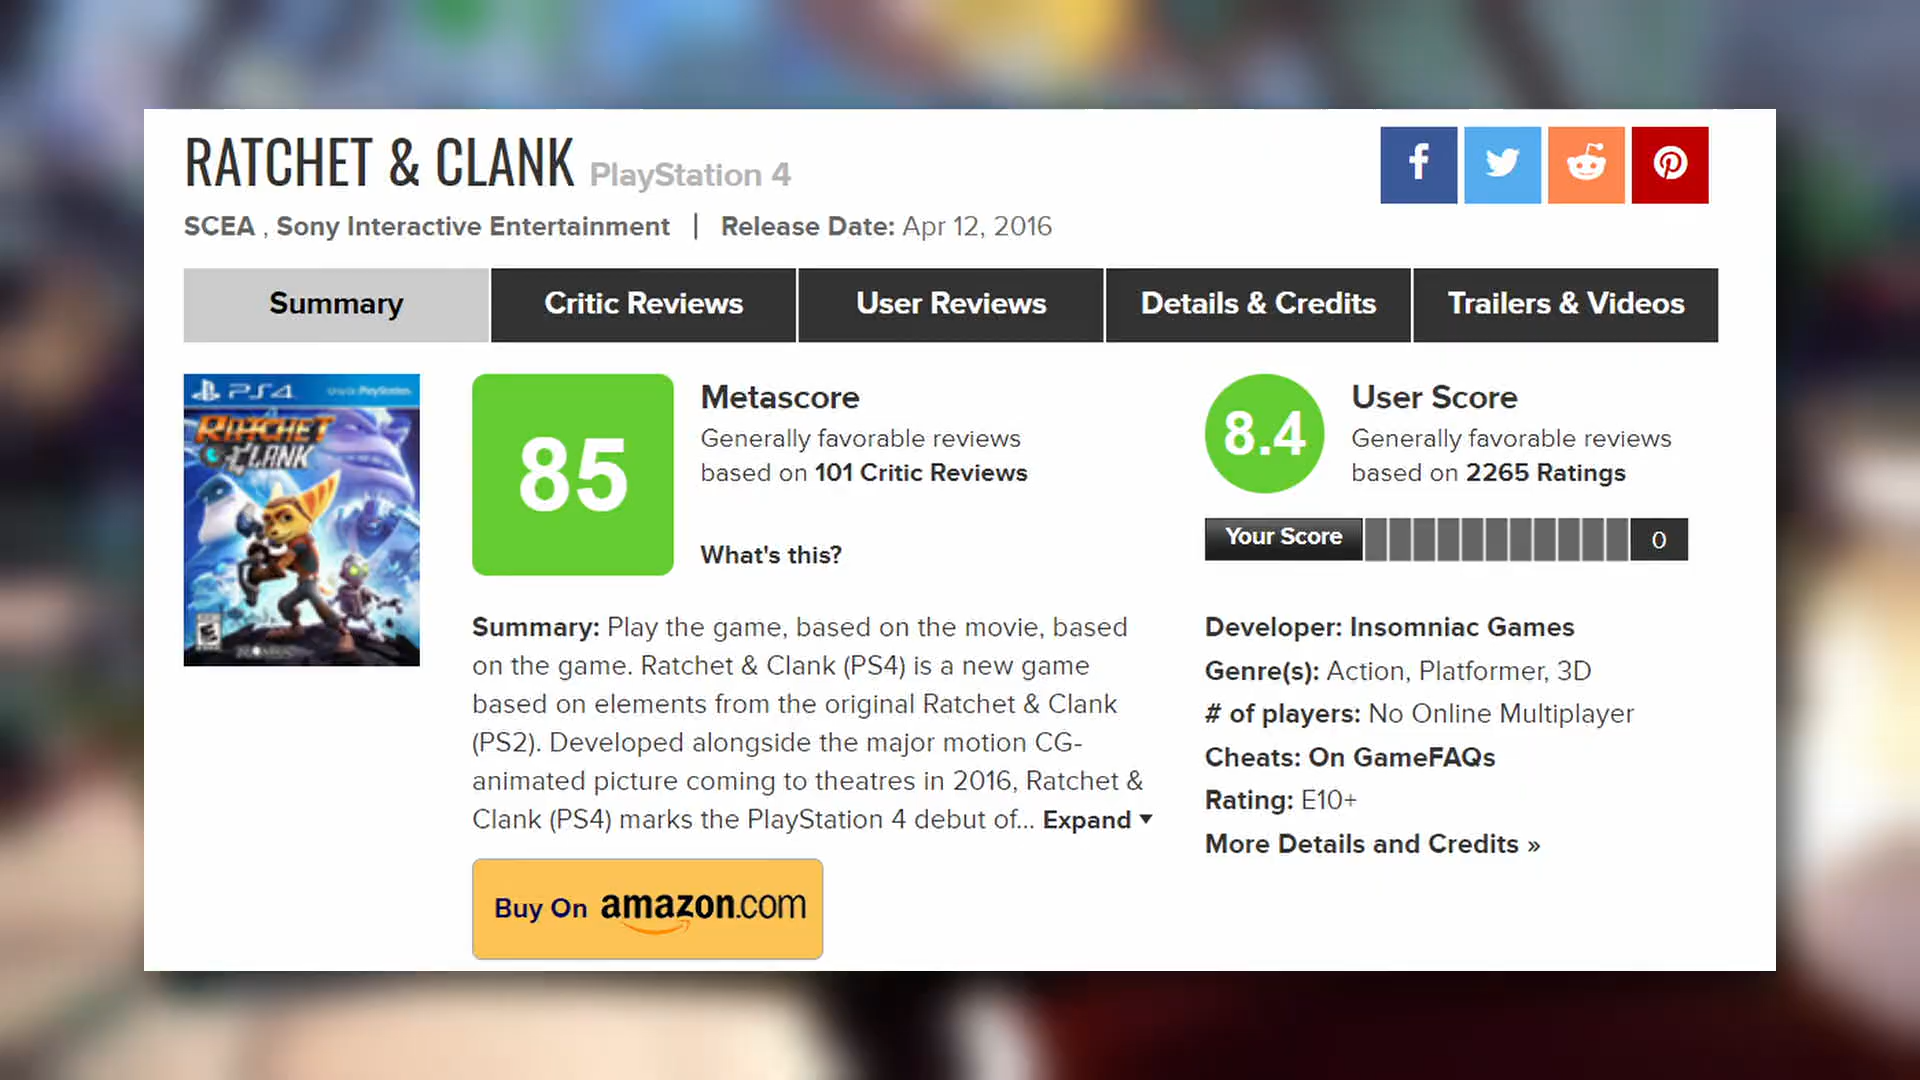 RATCHET & CLANK PlayStation 4
SCEA , Sony Interactive Entertainment | Release Date: Apr 12, 2016
Summary
Critic Reviews
User Reviews
Details & Credits
Trailers & Videos
PS4
RATCHET
CLANK
85
Metascore
Generally favorable reviews
based on 101 Critic Reviews
What's this?
8.4
User Score
Generally favorable reviews
based on 2265 Ratings
Your Score
0
Summary: Play the game, based on the movie, based
on the game. Ratchet & Clank (PS4) is a new game
based on elements from the original Ratchet & Clank
(PS2). Developed alongside the major motion CG-
animated picture coming to theatres in 2016, Ratchet &
Clank (PS4) marks the PlayStation 4 debut of... Expand
Buy On amazon.com
Developer: Insomniac Games
Genre(s): Action, Platformer, 3D
# of players: No Online Multiplayer
Cheats: On GameFAQs
Rating: E10+
More Details and Credits »